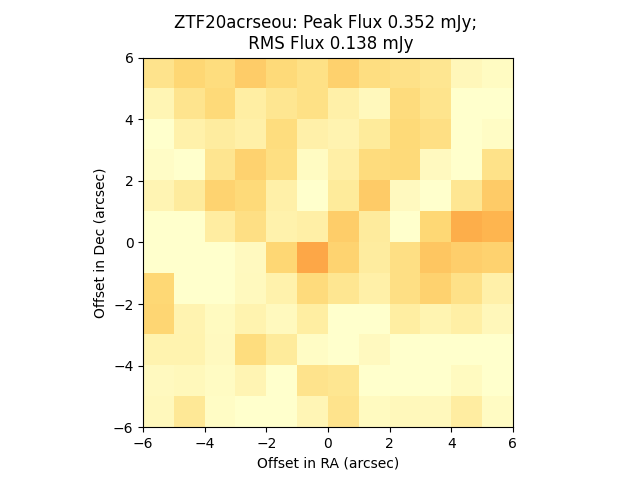 ZTF20acrseou: Peak Flux 0.352 mJy;
RMS Flux 0.138 mJy
6
4
2
0
−2
−4
−6
Offset in Dec (arcsec)
−6 −4 −2 0 2 4 6
Offset in RA (arcsec)